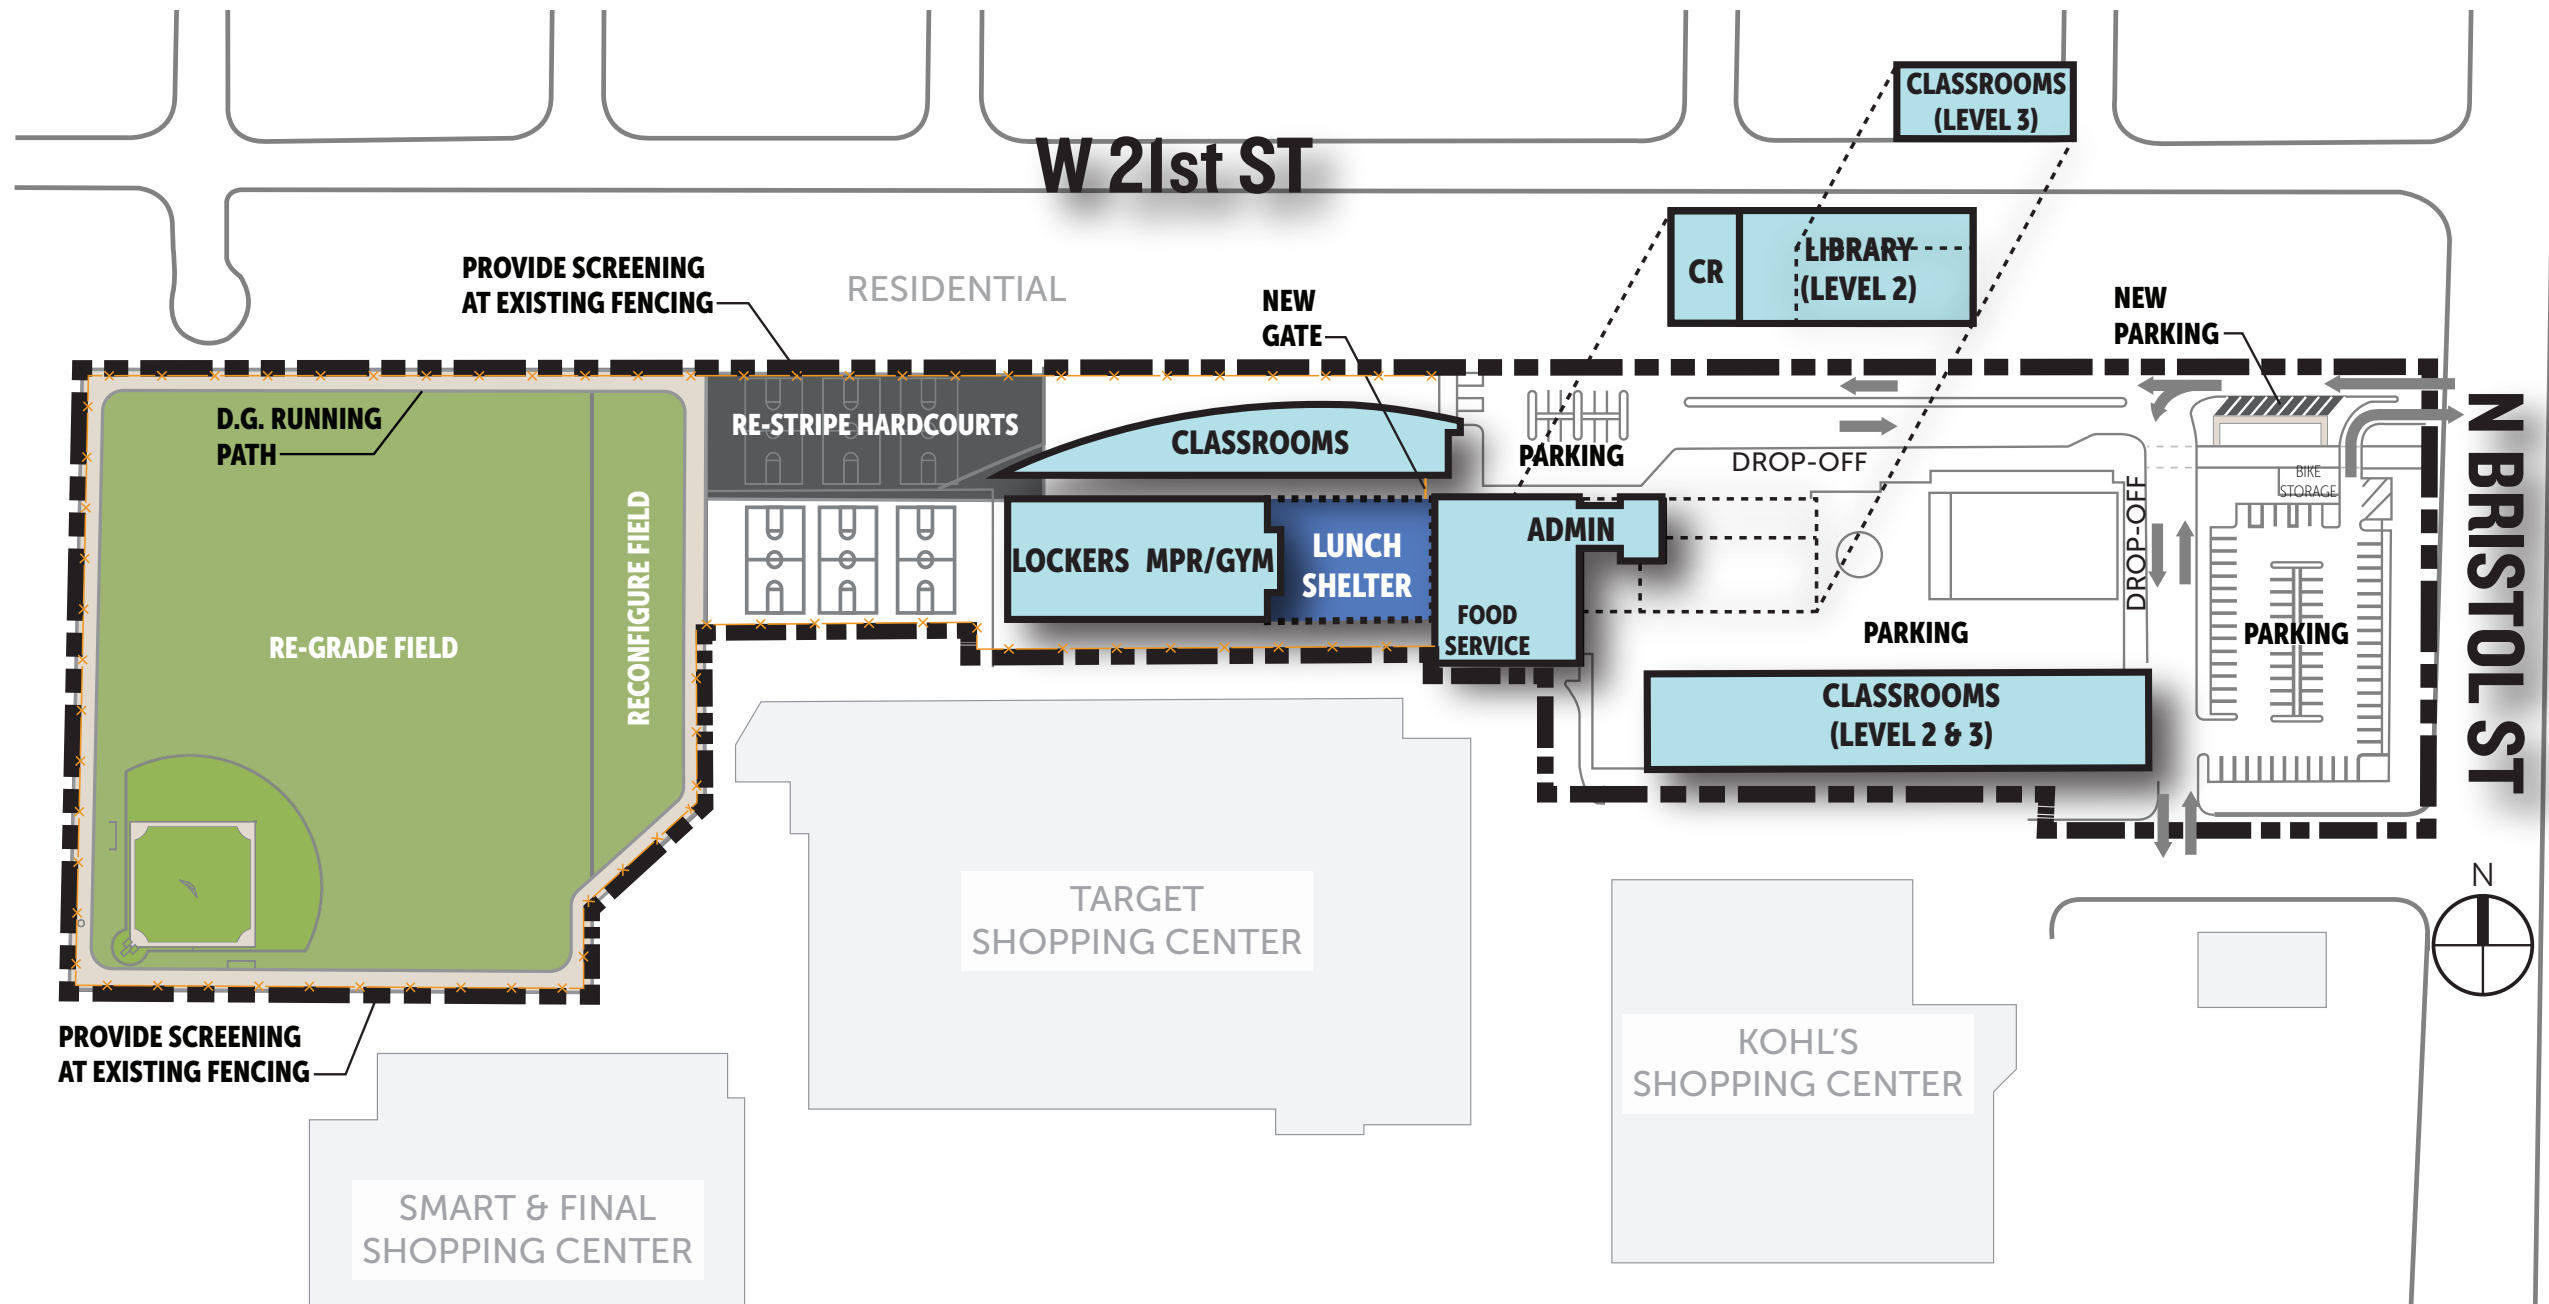 CLASSROOMS
(LEVEL 3)
W 21st ST
CR
LIBRARY
(LEVEL 2)
PROVIDE SCREENING
AT EXISTING FENCING
RESIDENTIAL
NEW
GATE
NEW
PARKING
D.G. RUNNING
PATH
RE-STRIPE HARDCOURTS
CLASSROOMS
PARKING
DROP-OFF
BIKE
STORAGE
DROP-OFF
N BRISTOL ST
RECONFIGURE FIELD
LOCKERS MPR/GYM
LUNCH
SHELTER
ADMIN
FOOD
SERVICE
RE-GRADE FIELD
PARKING
PARKING
CLASSROOMS
(LEVEL 2 & 3)
N
TARGET
SHOPPING CENTER
PROVIDE SCREENING
AT EXISTING FENCING
KOHL'S
SHOPPING CENTER
SMART & FINAL
SHOPPING CENTER